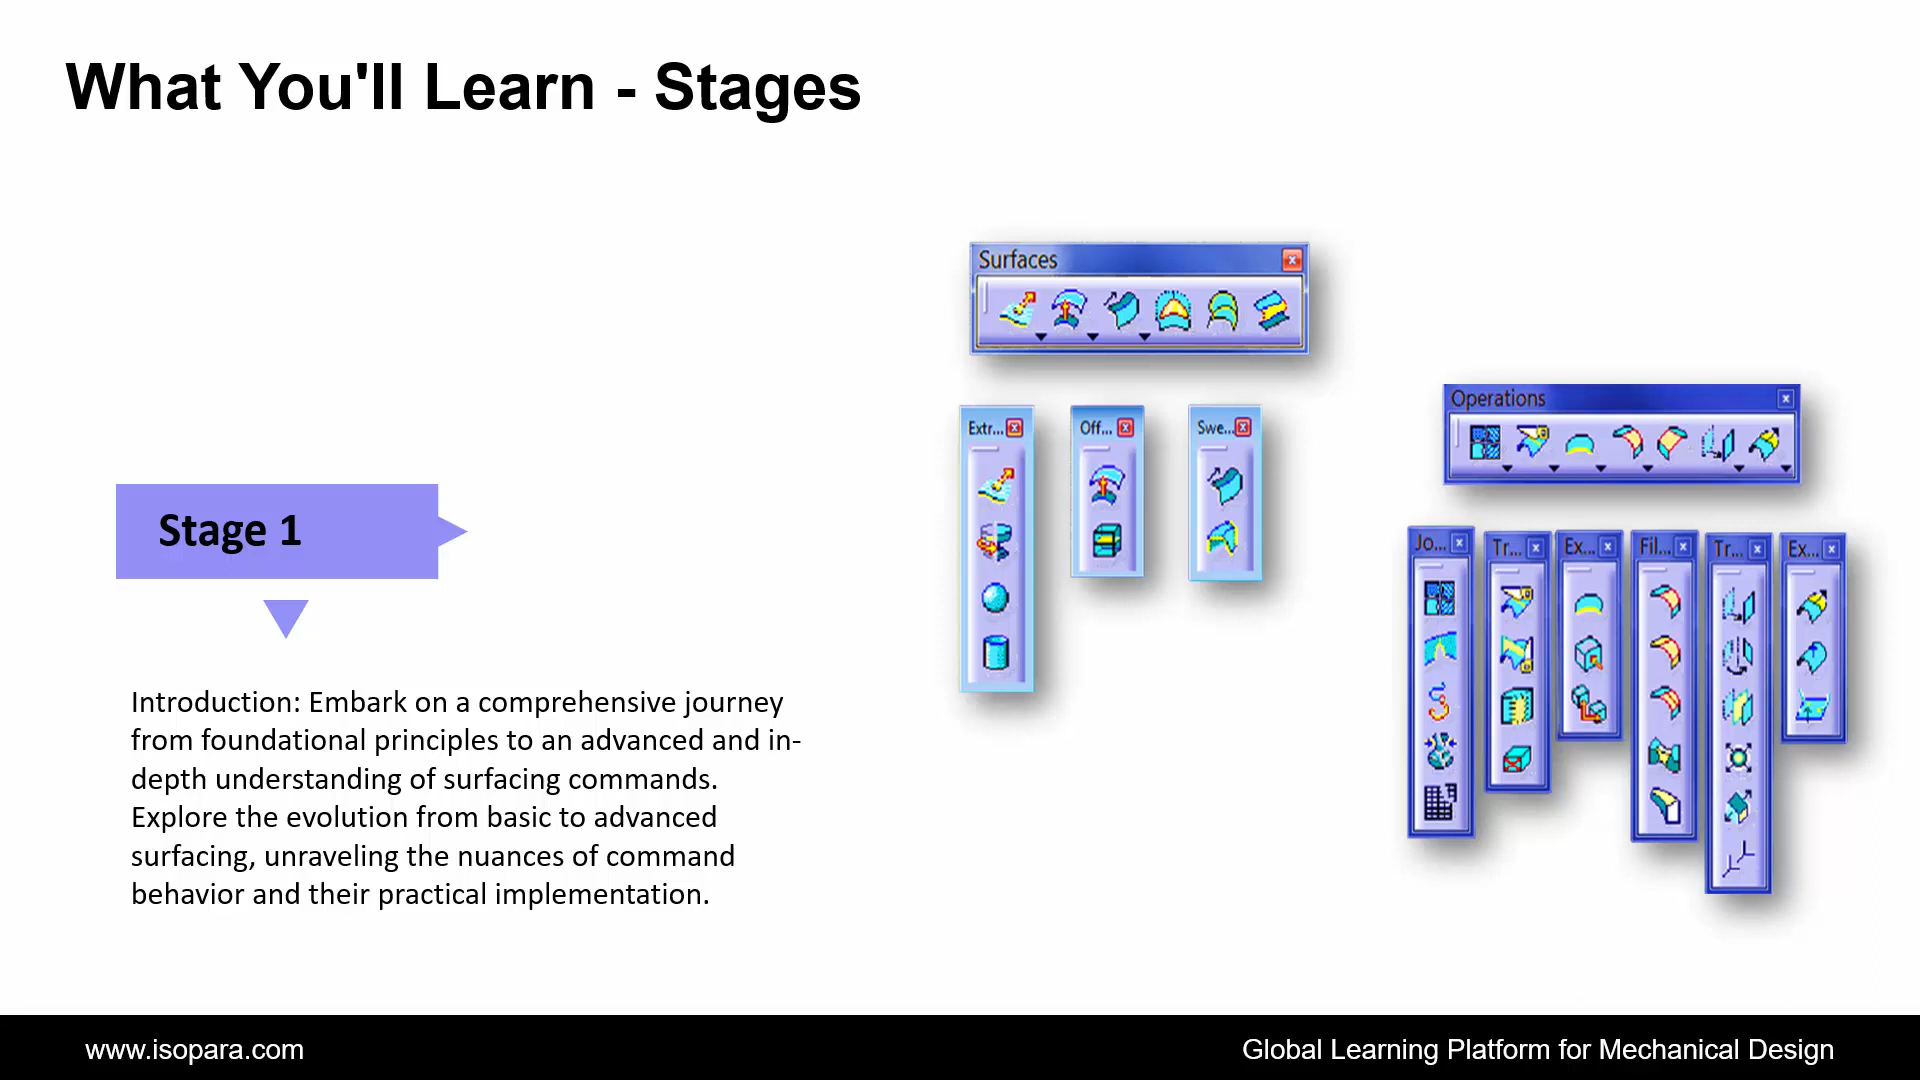 What You'll Learn - Stages
Surfaces
Extr...
Off...
Swe...
Operations
Jo...
Tr...
Ex...
Fil...
Tr...
Ex...
Stage 1
Introduction: Embark on a comprehensive journey
from foundational principles to an advanced and in-
depth understanding of surfacing commands.
Explore the evolution from basic to advanced
surfacing, unraveling the nuances of command
behavior and their practical implementation.
www.isopara.com
Global Learning Platform for Mechanical Design